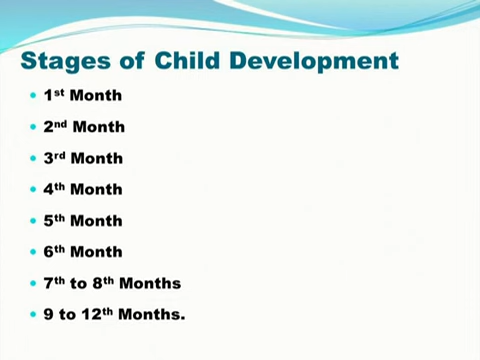 Stages of Child Development
• 1st Month
• 2nd Month
• 3rd Month
• 4th Month
• 5th Month
• 6th Month
• 7th to 8th Months
• 9 to 12th Months.